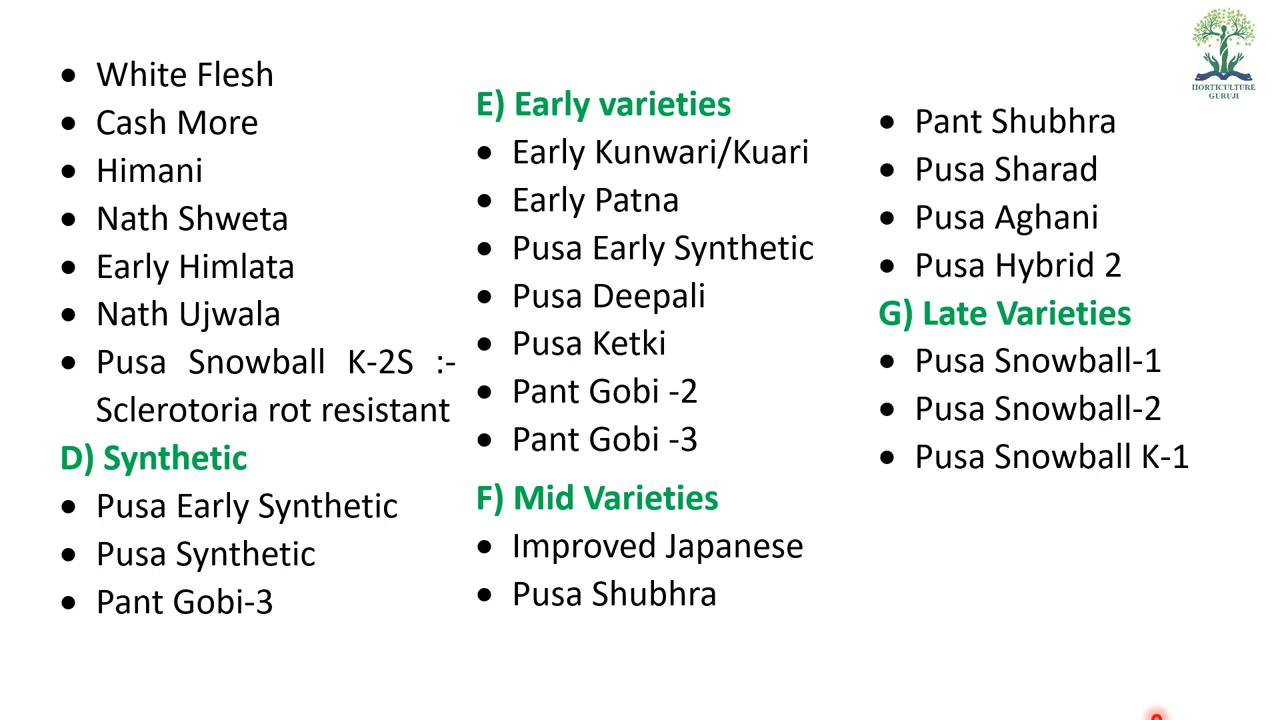 • White Flesh
• Cash More
• Himani
• Nath Shweta
• Early Himlata
• Nath Ujwala
• Pusa Snowball K-2S :-
Sclerotoria rot resistant
D) Synthetic
• Pusa Early Synthetic
• Pusa Synthetic
• Pant Gobi-3
E) Early varieties
• Early Kunwari/Kuari
• Early Patna
• Pusa Early Synthetic
• Pusa Deepali
• Pusa Ketki
• Pant Gobi -2
• Pant Gobi -3
F) Mid Varieties
• Improved Japanese
• Pusa Shubhra
• Pant Shubhra
• Pusa Sharad
• Pusa Aghani
• Pusa Hybrid 2
G) Late Varieties
• Pusa Snowball-1
• Pusa Snowball-2
• Pusa Snowball K-1
HORTICULTURE
GURUJI